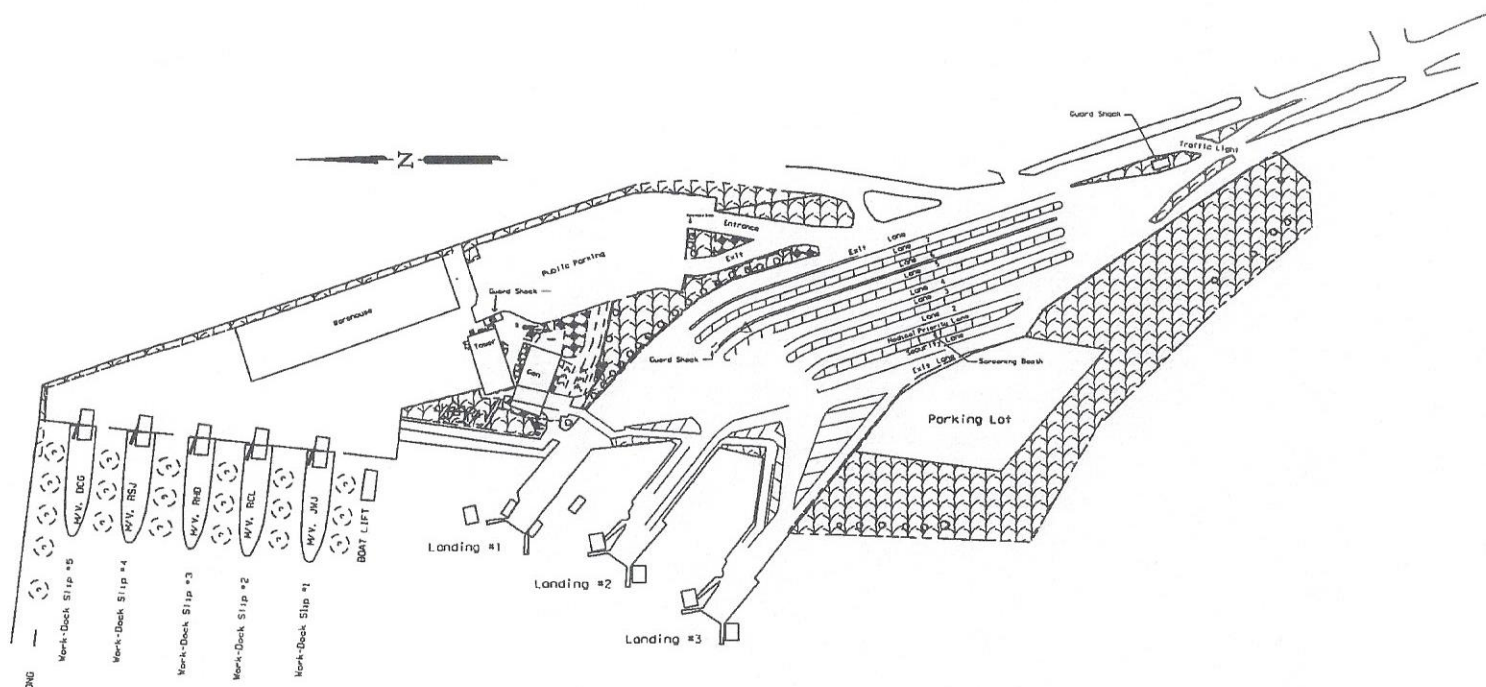 Guard Shack
Traffic Light
N
Entrance
Exit
Public Parking
Exit Lane
Lane 7
Lane 6
Lane 5
Lane 4
Lane 3
Lane 2
Medical Priority Lane
Security Lane
Exit Lane
Guard Shack
Warehouse
Tower
Gen
Guard Shack
Screening Booth
Parking Lot
M/V. DCG
M/V. RSJ
M/V. RHD
M/V. RCL
M/V. JWJ
BOAT LIFT
Landing #1
Landing #2
Landing #3
Work-Dock Slip #5
Work-Dock Slip #4
Work-Dock Slip #3
Work-Dock Slip #2
Work-Dock Slip #1